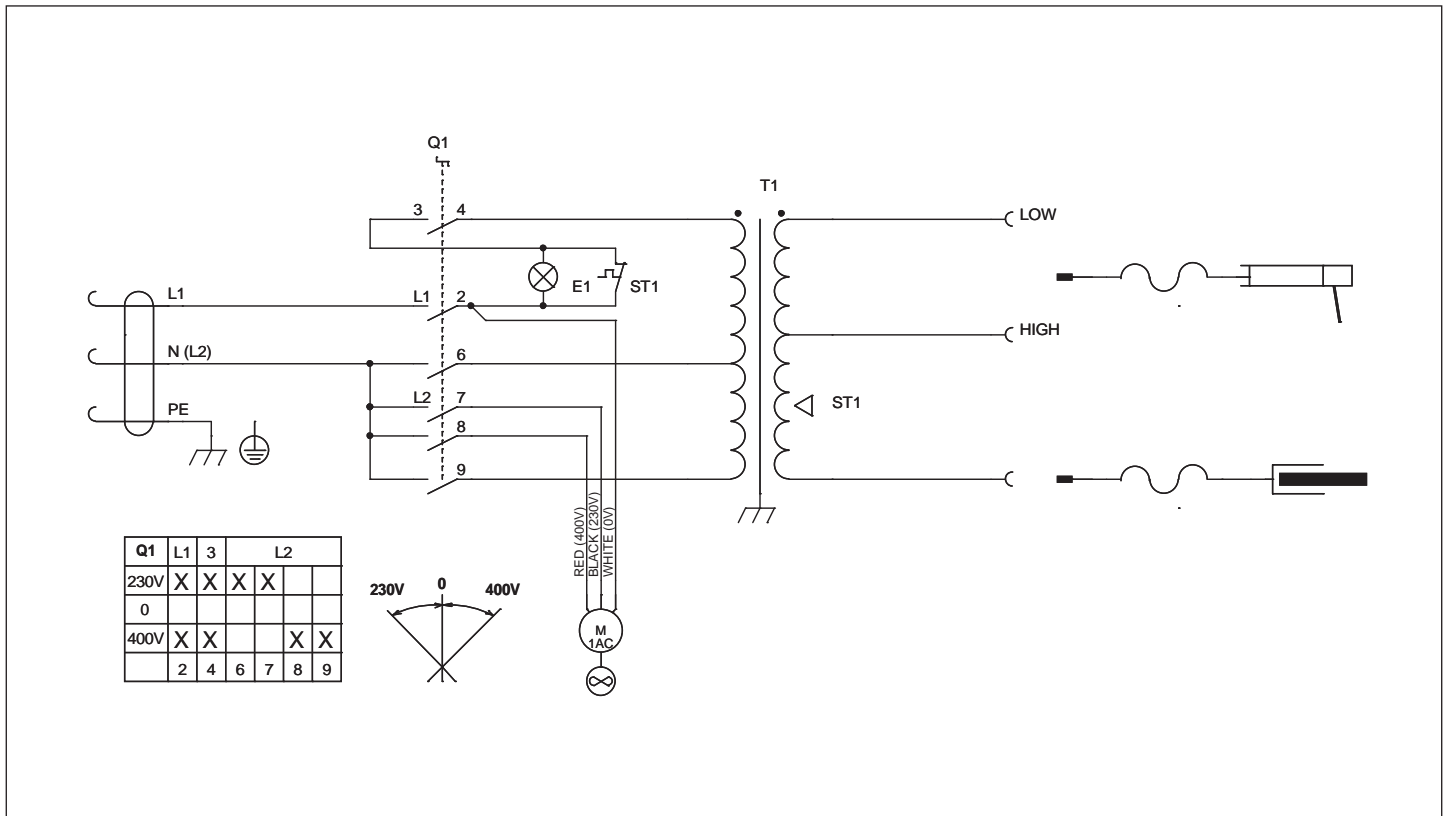 Q1
T1
3 4
LOW
E1 ST1
L1 L1 2
HIGH
N (L2) 6
L2 7
ST1
PE
8
9
RED (400V)
BLACK (230V)
WHITE (0V)
Q1 L1 3 L2
230V X X X X
0
400V X X X X
2 4 6 7 8 9
230V 0 400V
M
1AC